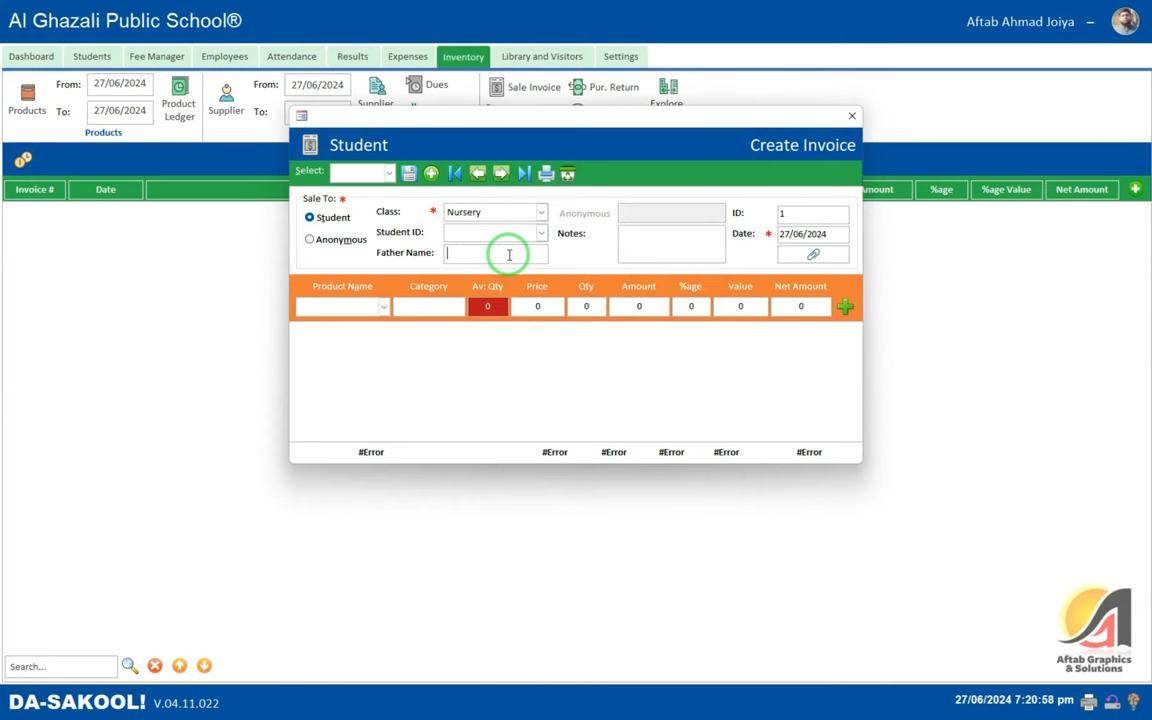 Al Ghazali Public School®
Aftab Ahmad Joiya –
Dashboard Students Fee Manager Employees Attendance Results Expenses Inventory Library and Visitors Settings
From: 27/06/2024
To: 27/06/2024
Products
Product Ledger
Products
Supplier
From: 27/06/2024
To:
Supplier
Dues
Sale Invoice
Pur. Return
Explore
Student
Create Invoice
Select:
Sale To: *
Student
Anonymous
Class: * Nursery
Student ID:
Father Name:
Anonymous
Notes:
ID: 1
Date: * 27/06/2024
Product Name Category Av: Qty Price Qty Amount %age Value Net Amount
0 0 0 0 0 0 0
#Error #Error #Error #Error #Error #Error
Invoice # Date Amount %age %age Value Net Amount
Search...
Aftab Graphics
& Solutions
DA-SAKOOL! V.04.11.022
27/06/2024 7:20:58 pm